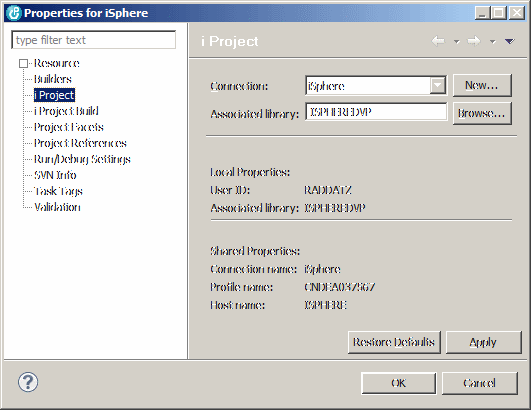 Properties for iSphere
type filter text
i Project
Resource
Builders
i Project
i Project Build
Project Facets
Project References
Run/Debug Settings
SVN Info
Task Tags
Validation
Connection: iSphere New...
Associated library: ISPHEREDVP Browse...
Local Properties:
User ID: RADDATZ
Associated library: ISPHEREDVP
Shared Properties:
Connection name: iSphere
Profile name:
Host name: ISPHERE
Restore Defaults Apply
OK Cancel